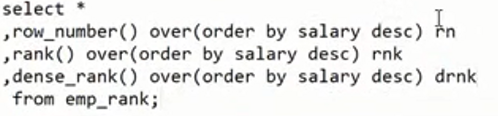 select *
,row_number() over(order by salary desc) rn
,rank() over(order by salary desc) rnk
,dense_rank() over(order by salary desc) drnk
from emp_rank;